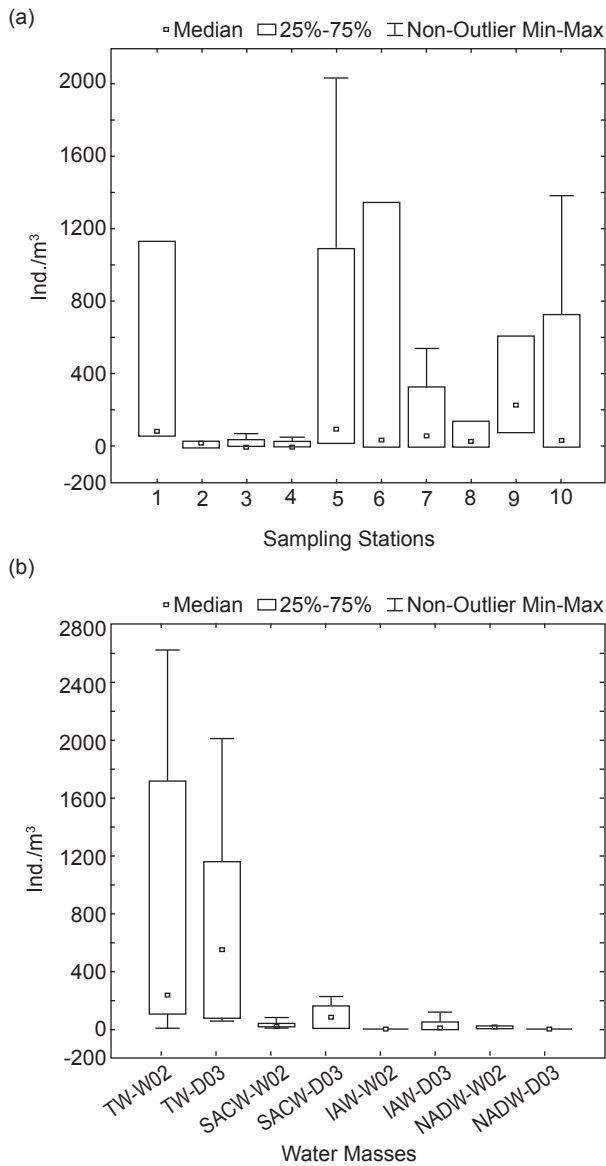 (a)
Median 25%-75% Non-Outlier Min-Max
2000
1600
1200
800
400
0
-200
Ind./m³
1 2 3 4 5 6 7 8 9 10
Sampling Stations
(b)
Median 25%-75% Non-Outlier Min-Max
2800
2400
2000
1600
1200
800
400
0
-200
Ind./m³
TW-W02
TW-D03
SACW-W02
SACW-D03
IAW-W02
IAW-D03
NADW-W02
NADW-D03
Water Masses